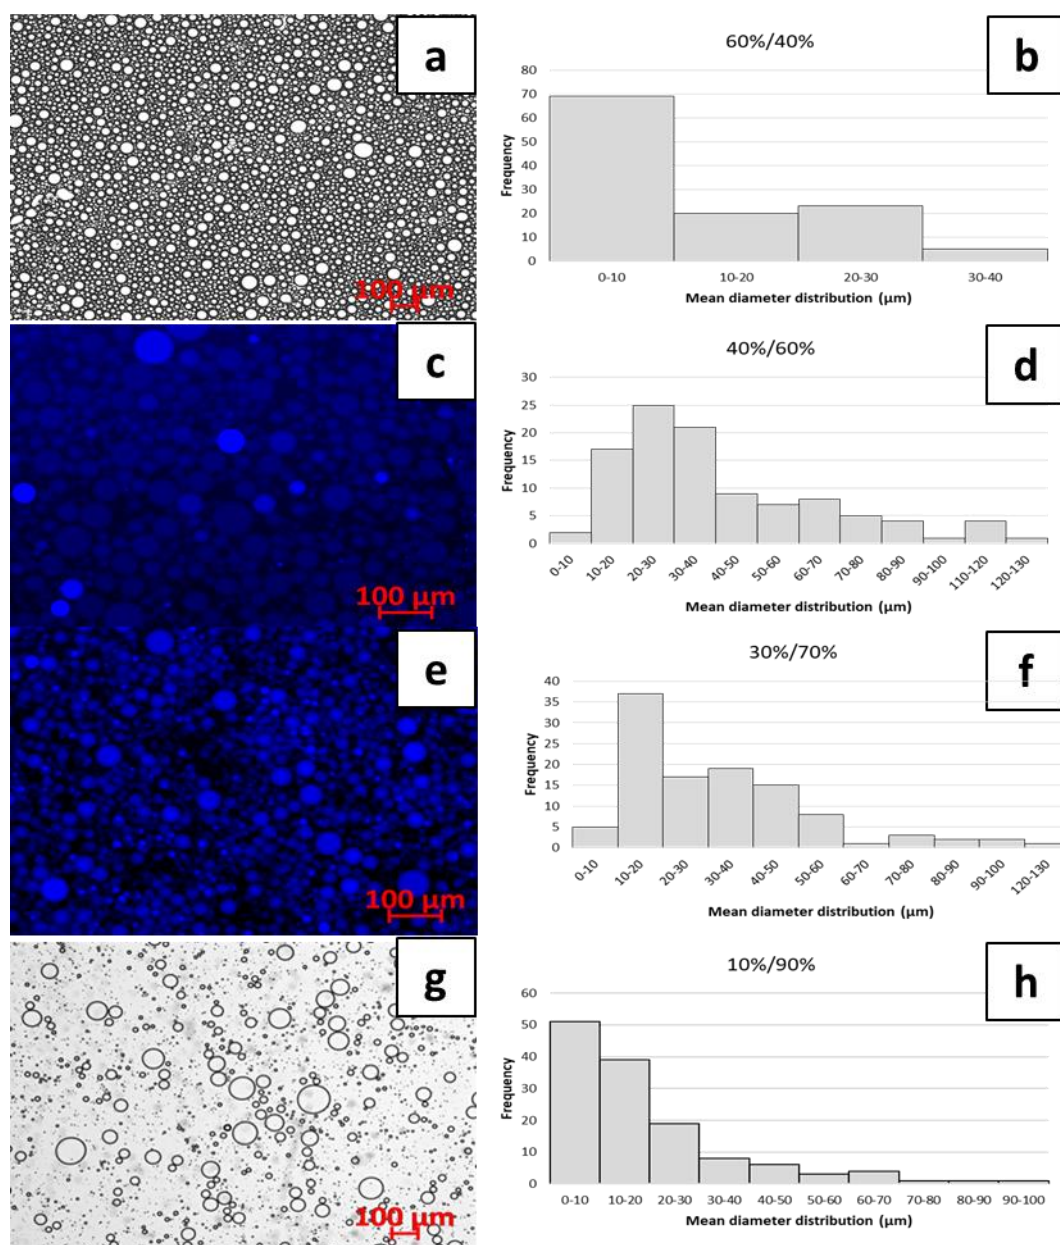 a
100 µm
60%/40%
b
80
70
60
50
40
30
20
10
0
Frequency
0-10 10-20 20-30 30-40
Mean diameter distribution (µm)
c
100 µm
40%/60%
d
30
25
20
15
10
5
0
Frequency
0-10 10-20 20-30 30-40 40-50 50-60 60-70 70-80 80-90 90-100 110-120 120-130
Mean diameter distribution (µm)
e
100 µm
30%/70%
f
40
35
30
25
20
15
10
5
0
Frequency
0-10 10-20 20-30 30-40 40-50 50-60 60-70 70-80 80-90 90-100 120-130
Mean diameter distribution (µm)
g
100 µm
10%/90%
h
60
50
40
30
20
10
0
Frequency
0-10 10-20 20-30 30-40 40-50 50-60 60-70 70-80 80-90 90-100
Mean diameter distribution (µm)